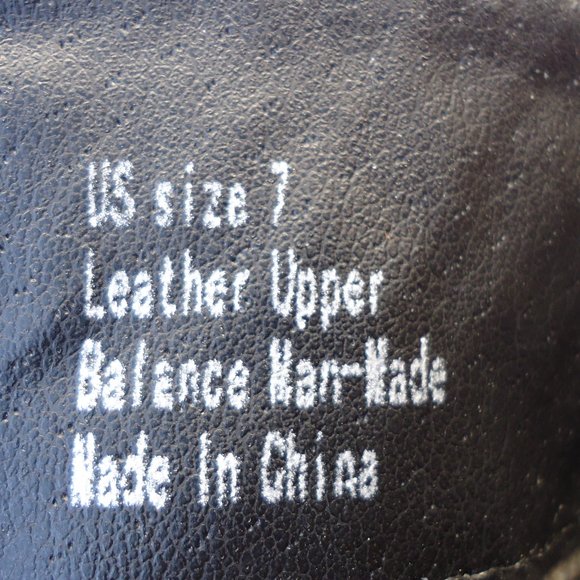 US size 7
Leather Upper
Balance Man-Made
Made In China